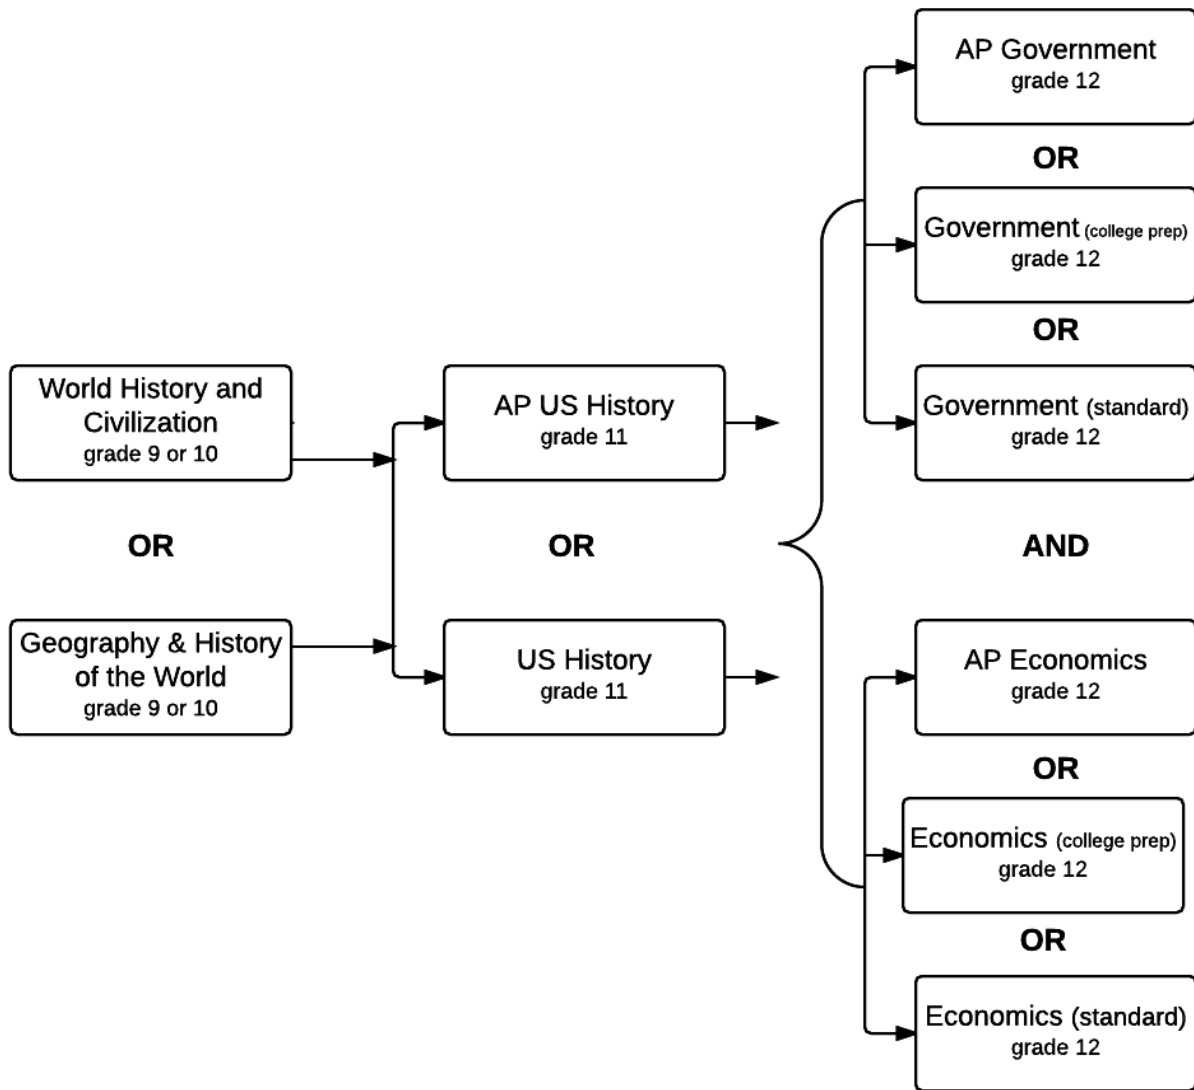 World History and
Civilization
grade 9 or 10
OR
Geography & History
of the World
grade 9 or 10
AP US History
grade 11
OR
US History
grade 11
AP Government
grade 12
OR
Government (college prep)
grade 12
OR
Government (standard)
grade 12
AND
AP Economics
grade 12
OR
Economics (college prep)
grade 12
OR
Economics (standard)
grade 12